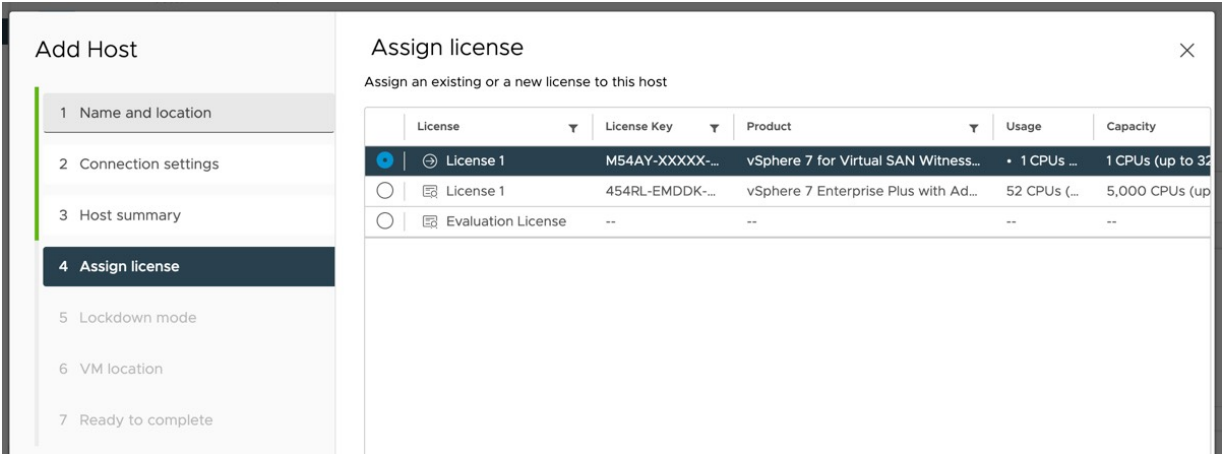 Add Host
1 Name and location
2 Connection settings
3 Host summary
4 Assign license
5 Lockdown mode
6 VM location
7 Ready to complete
Assign license
Assign an existing or a new license to this host
License License Key Product Usage Capacity
License 1 M54AY-XXXXX-... vSphere 7 for Virtual SAN Witness... • 1 CPUs ... 1 CPUs (up to 32
License 1 454RL-EMDDK-... vSphere 7 Enterprise Plus with Ad... 52 CPUs (... 5,000 CPUs (up
Evaluation License -- -- -- --